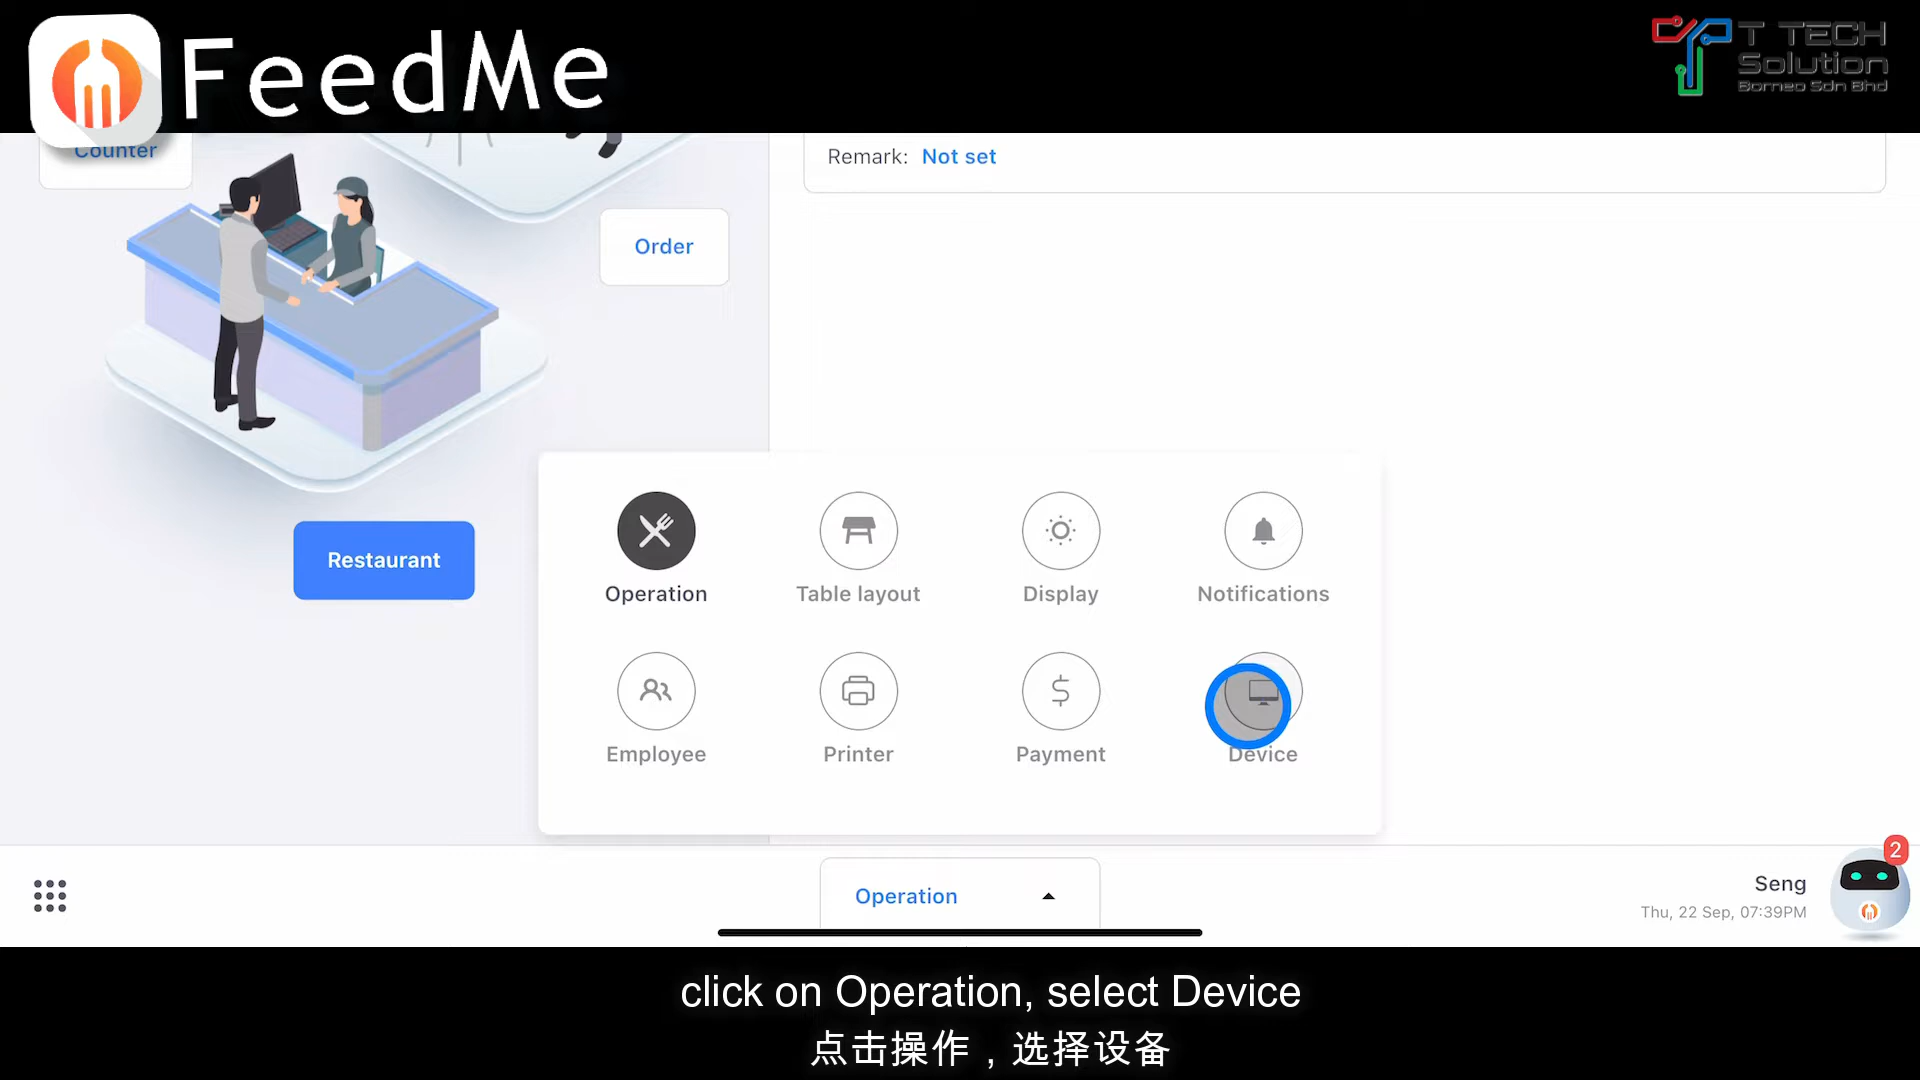 FeedMe
T TECH
Solution
Borneo Sdn Bhd
Counter
Remark: Not set
Order
Restaurant
Operation
Table layout
Display
Notifications
Employee
Printer
Payment
Device
Operation
Seng
Thu, 22 Sep, 07:39PM
2
click on Operation, select Device
点击操作，选择设备